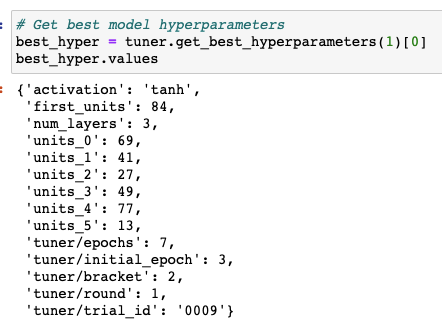 # Get best model hyperparameters
best_hyper = tuner.get_best_hyperparameters(1)[0]
best_hyper.values
{'activation': 'tanh',
'first_units': 84,
'num_layers': 3,
'units_0': 69,
'units_1': 41,
'units_2': 27,
'units_3': 49,
'units_4': 77,
'units_5': 13,
'tuner/epochs': 7,
'tuner/initial_epoch': 3,
'tuner/bracket': 2,
'tuner/round': 1,
'tuner/trial_id': '0009'}